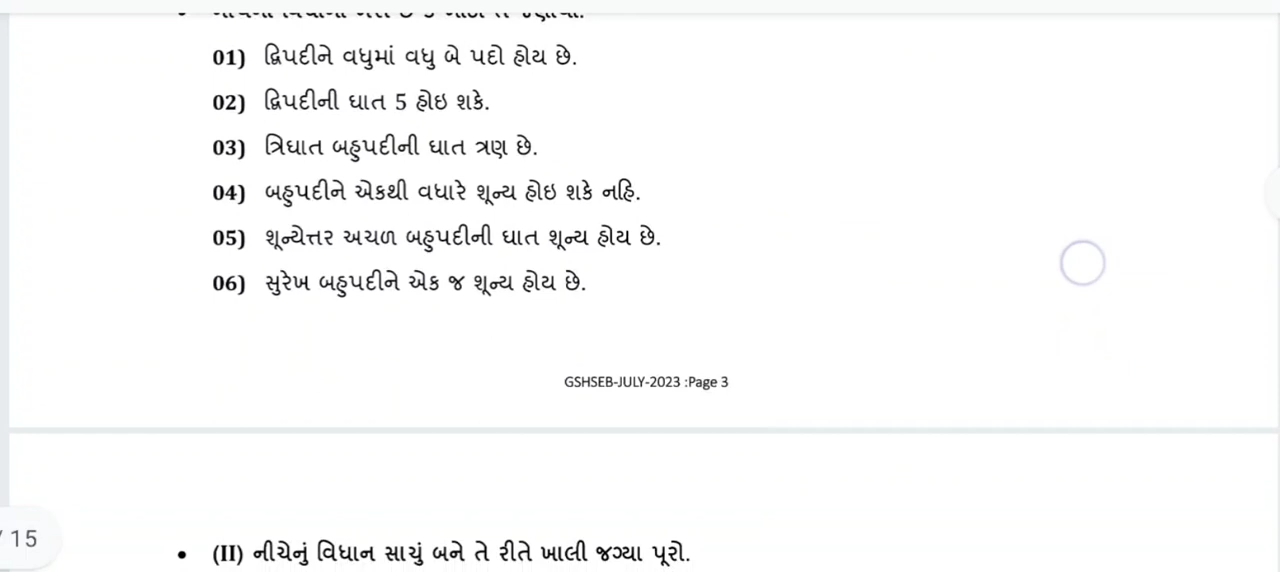 01) દ્વિપદીને વધુમાં વધુ બે પદો હોય છે.
02) દ્વિપદીની ઘાત 5 હોઇ શકે.
03) ત્રિઘાત બહુપદીની ઘાત ત્રણ છે.
04) બહુપદીને એકથી વધારે શૂન્ય હોઇ શકે નહિ.
05) શૂન્યેત્તર અચળ બહુપદીની ઘાત શૂન્ય હોય છે.
06) સુરેખ બહુપદીને એક જ શૂન્ય હોય છે.
GSHSEB-JULY-2023 :Page 3
/ 15
• (II) નીચેનું વિધાન સાચું બને તે રીતે ખાલી જગ્યા પૂરો.